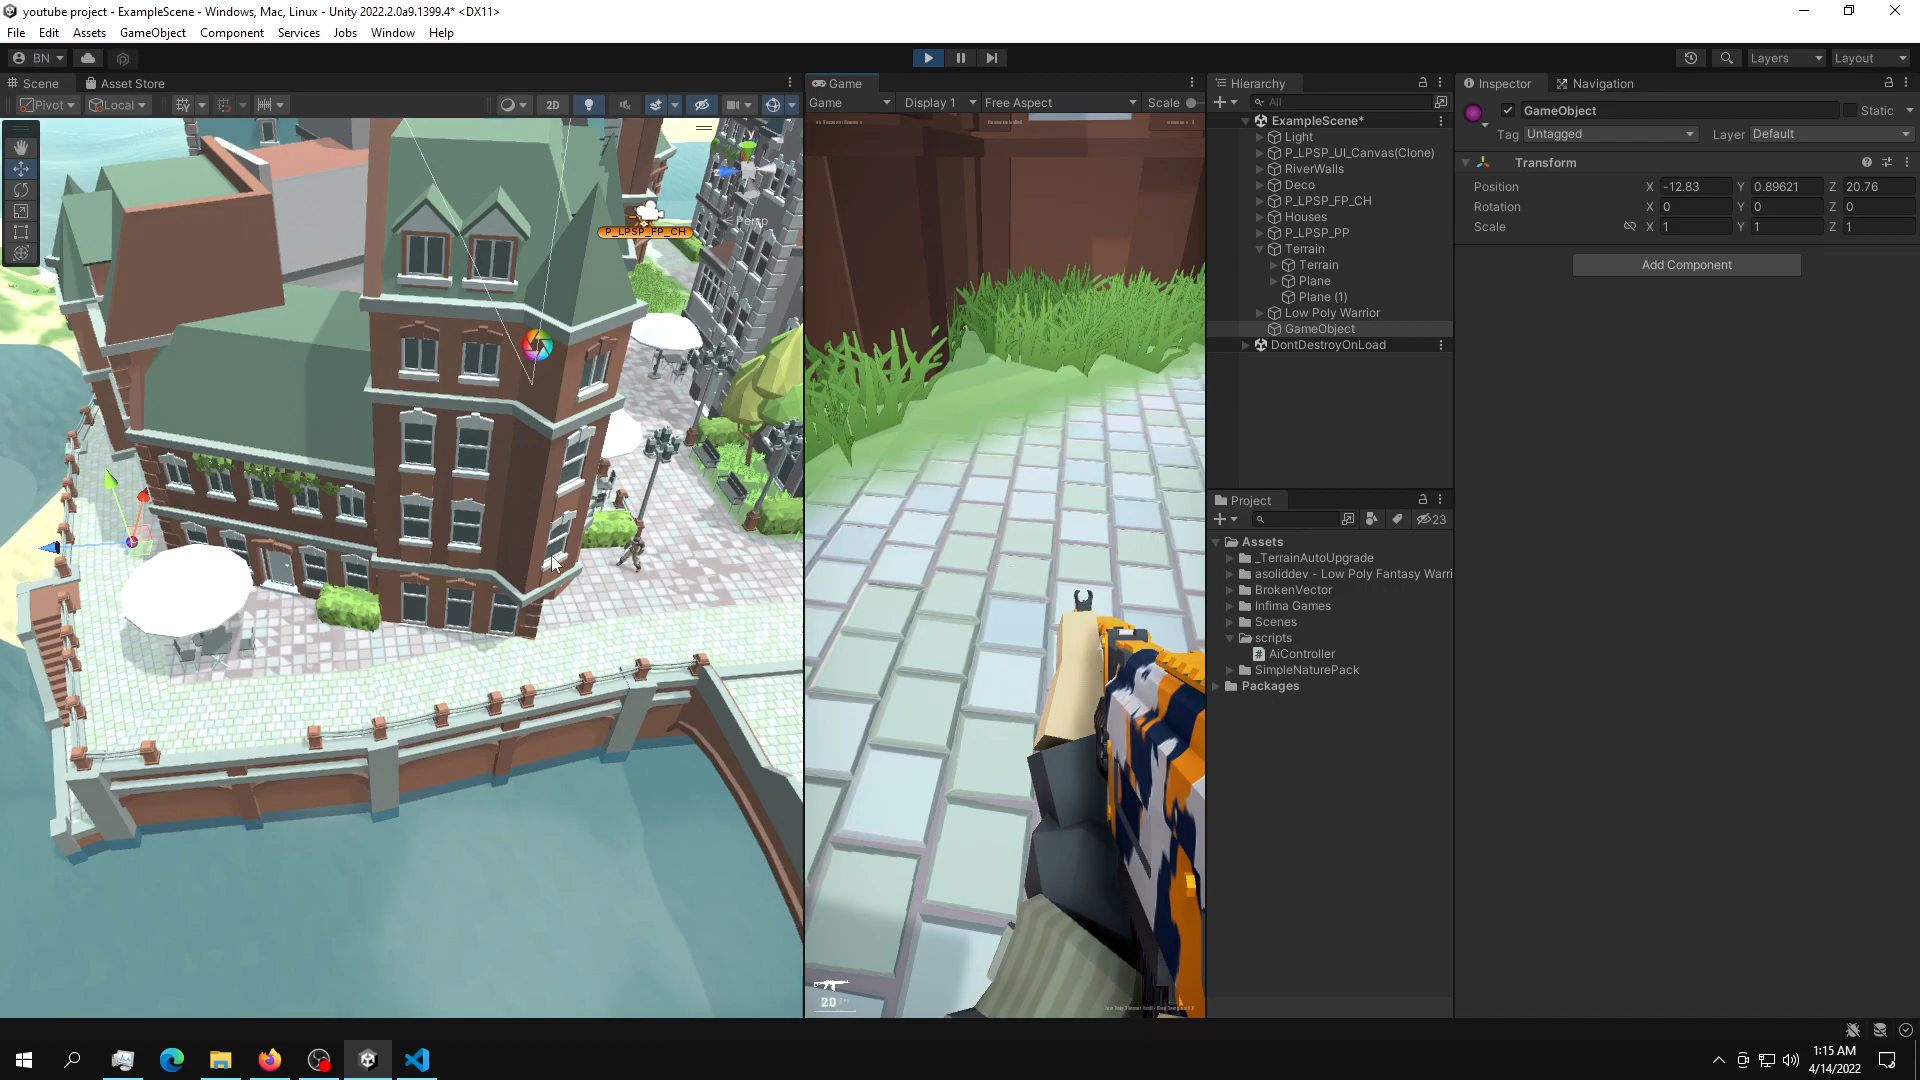 youtube project - ExampleScene - Windows, Mac, Linux - Unity 2022.2.0a9.1399.4* <DX11>
File Edit Assets GameObject Component Services Jobs Window Help
BN Layers Layout
Scene Asset Store
Pivot Local 2D
y
z
Persp
P_LPSP_FP_CH
Game
Game Display 1 Free Aspect Scale
20
Hierarchy
All
ExampleScene*
Light
P_LPSP_UI_Canvas(Clone)
RiverWalls
Deco
P_LPSP_FP_CH
Houses
P_LPSP_PP
Terrain
Terrain
Plane
Plane (1)
Low Poly Warrior
GameObject
DontDestroyOnLoad
Project
23
Assets
_TerrainAutoUpgrade
asoliddev - Low Poly Fantasy Warri
BrokenVector
Infima Games
Scenes
scripts
AiController
SimpleNaturePack
Packages
Inspector Navigation
GameObject Static
Tag Untagged Layer Default
Transform
Position X -12.83 Y 0.89621 Z 20.76
Rotation X 0 Y 0 Z 0
Scale X 1 Y 1 Z 1
Add Component
1:15 AM
4/14/2022